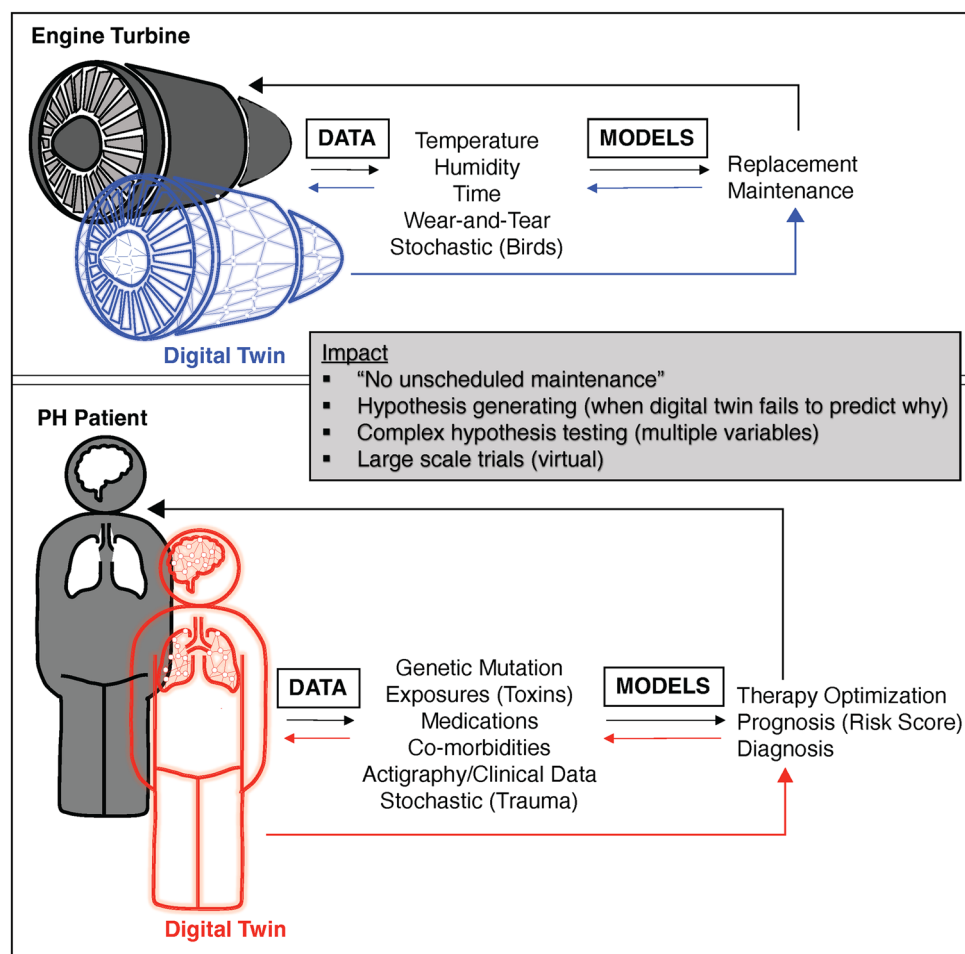 Engine Turbine
DATA
Temperature
Humidity
Time
Wear-and-Tear
Stochastic (Birds)
MODELS
Replacement
Maintenance
Digital Twin
Impact
▪ “No unscheduled maintenance”
▪ Hypothesis generating (when digital twin fails to predict why)
▪ Complex hypothesis testing (multiple variables)
▪ Large scale trials (virtual)
PH Patient
DATA
Genetic Mutation
Exposures (Toxins)
Medications
Co-morbidities
Actigraphy/Clinical Data
Stochastic (Trauma)
MODELS
Therapy Optimization
Prognosis (Risk Score)
Diagnosis
Digital Twin